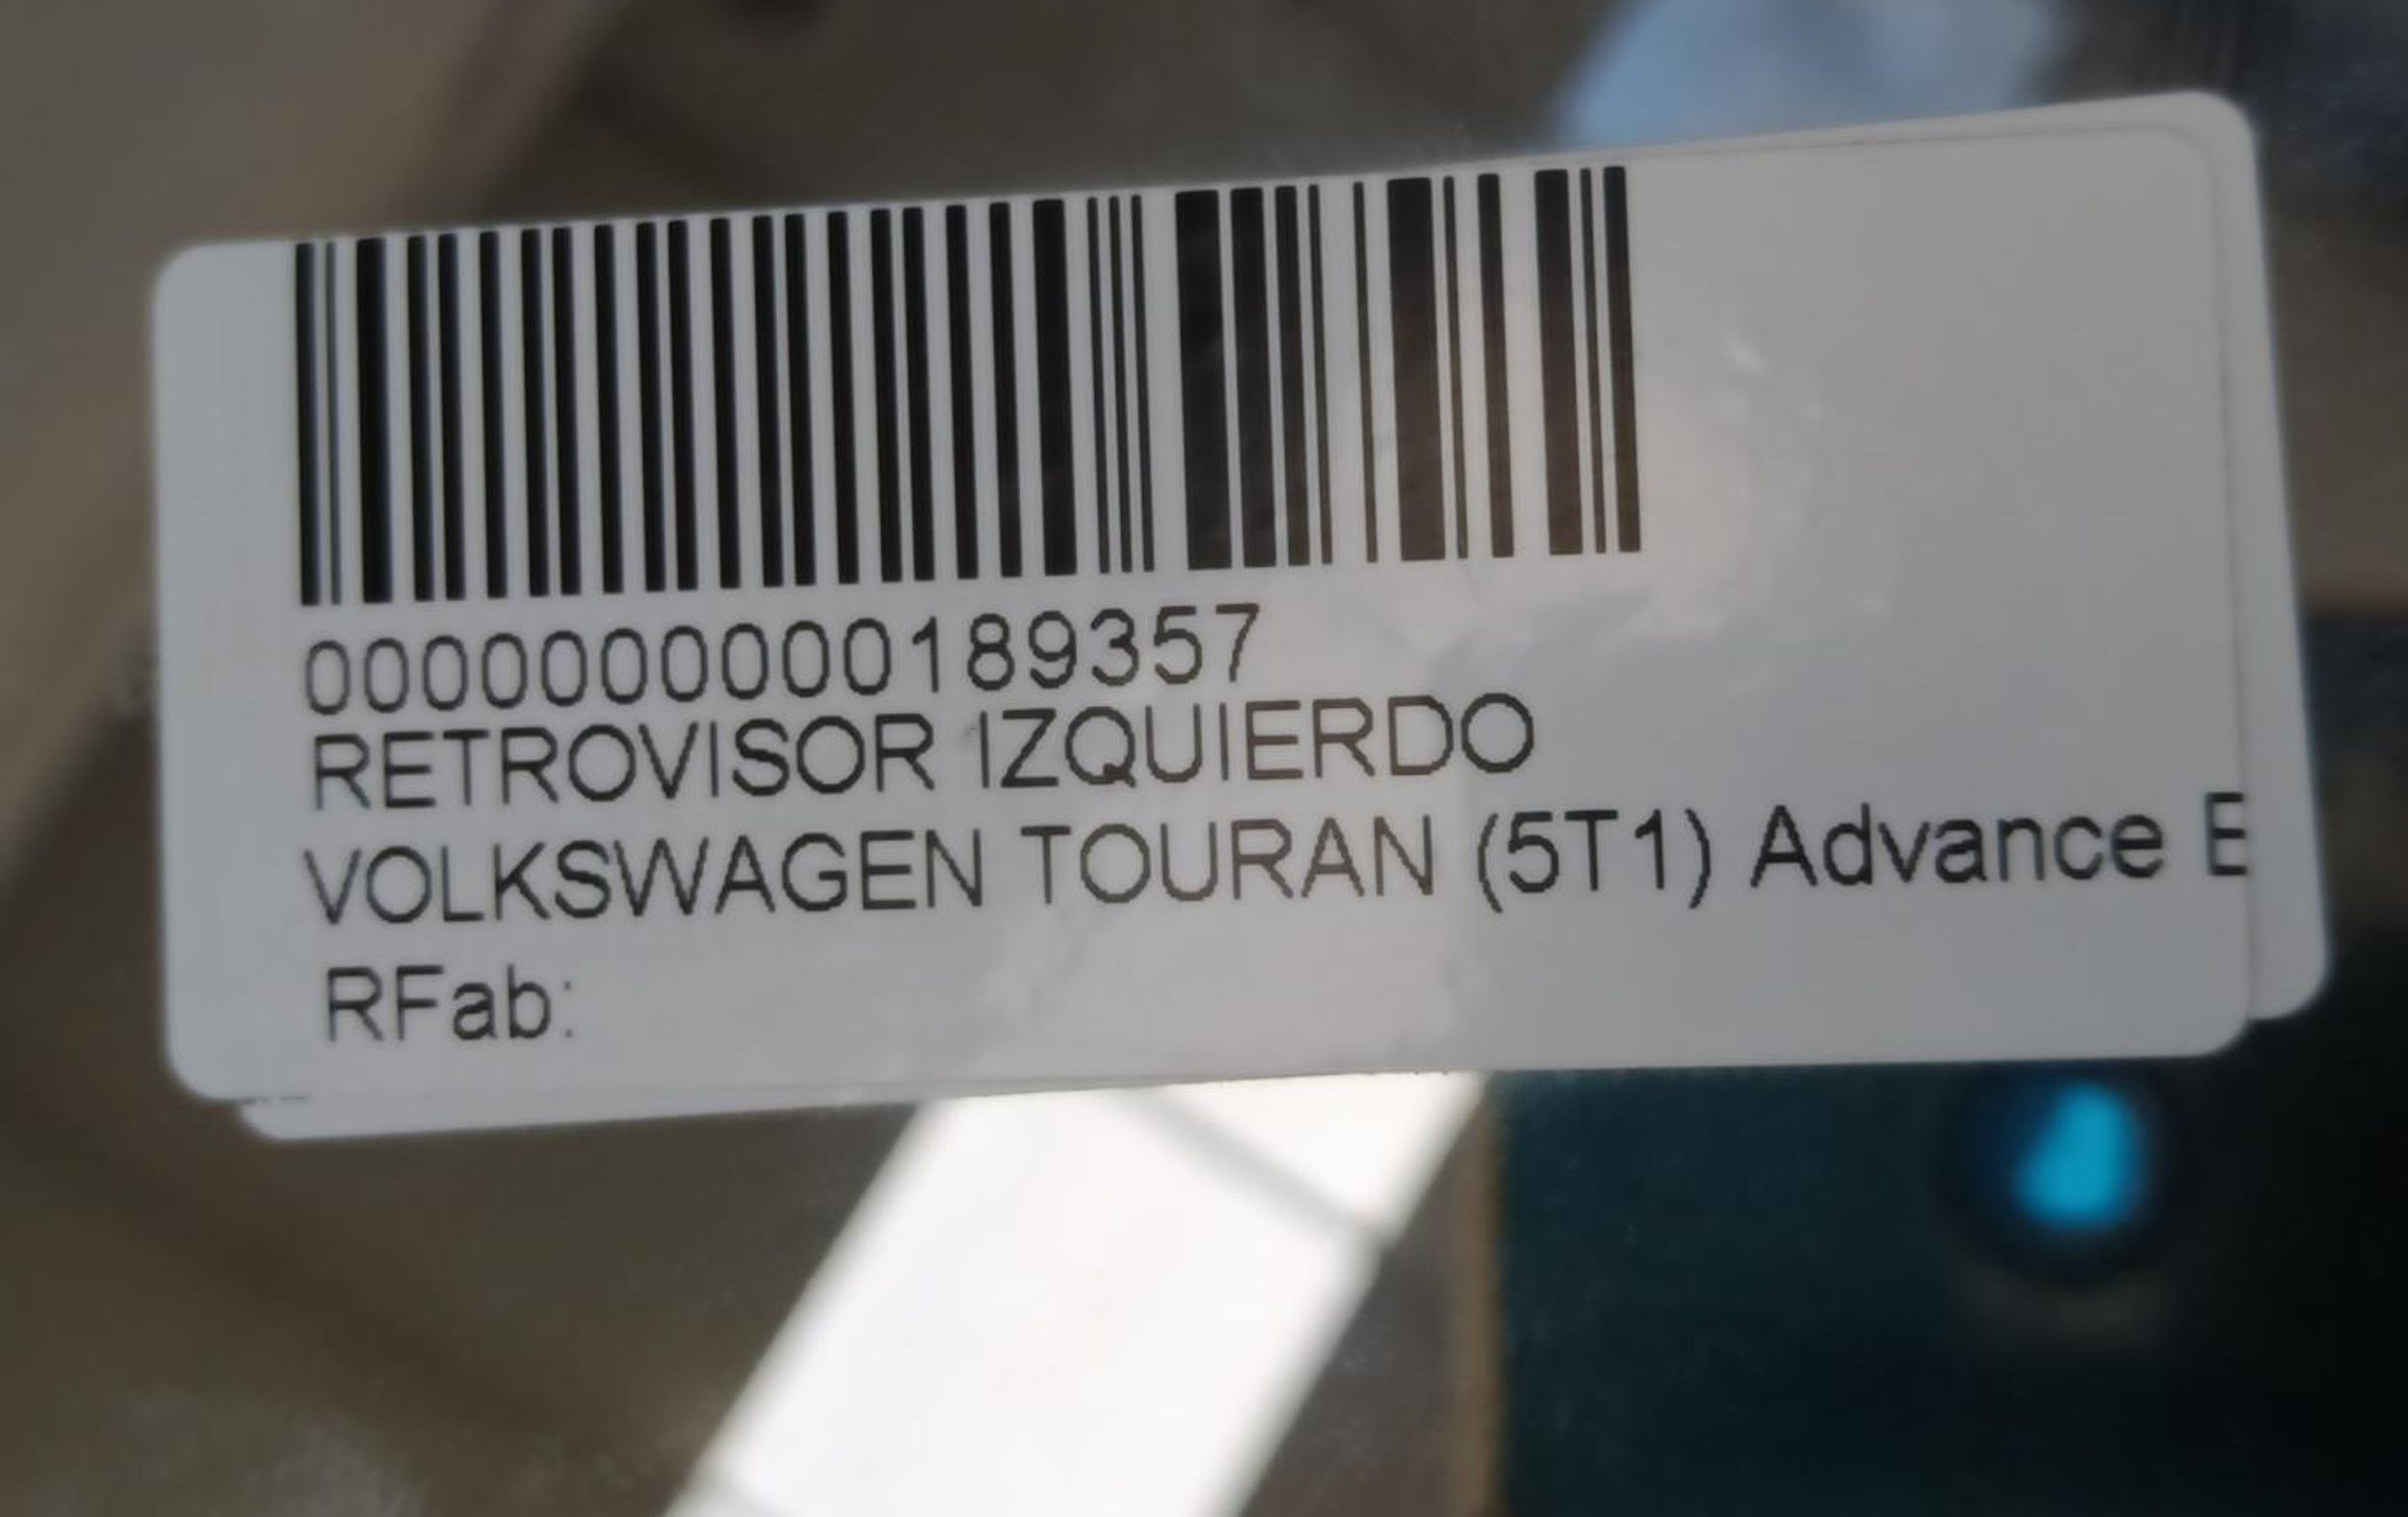 0000000000189357
RETROVISOR IZQUIERDO
VOLKSWAGEN TOURAN (5T1) Advance
RFab: